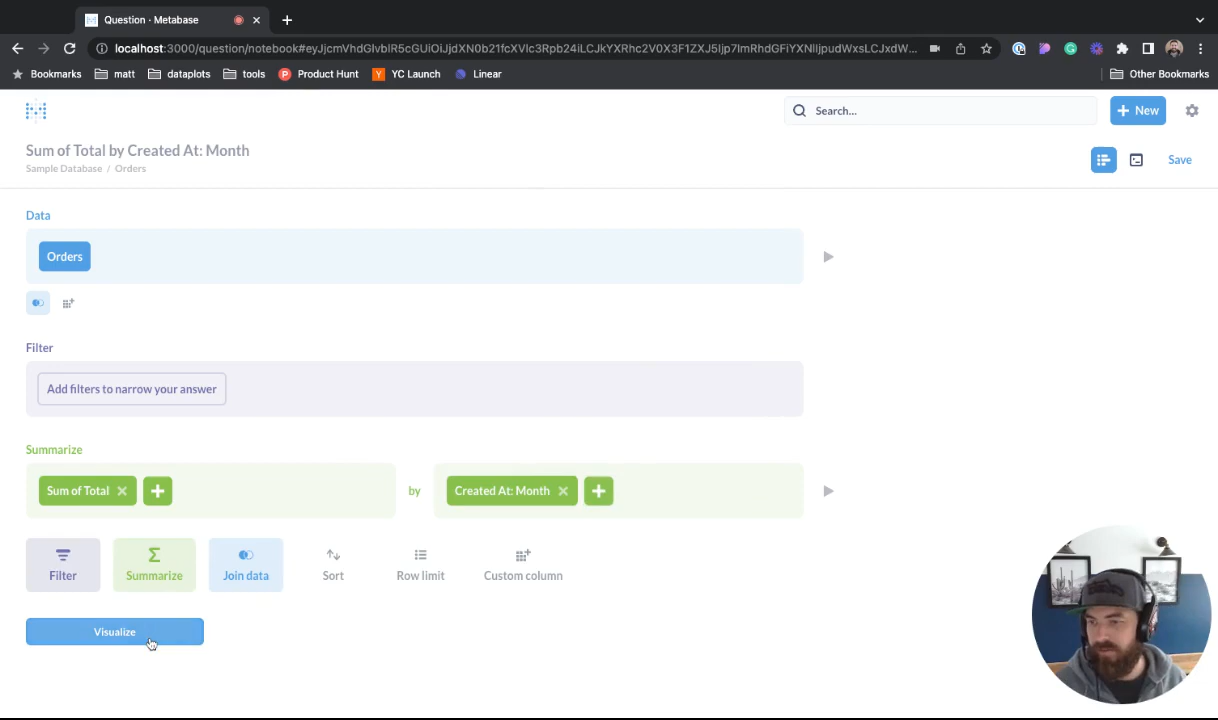 Question · Metabase
localhost:3000/question/notebook#eyJjcmVhdGlvblR5cGUiOiJjdXN0b21fcXVlc3Rpb24iLCJkYXRhc2V0X3F1ZXJ5Ijp7ImRhdGFiYXNlIjpudWxsLCJxdW...
Bookmarks matt dataplots tools Product Hunt YC Launch Linear Other Bookmarks
Search...
+ New
Sum of Total by Created At: Month
Sample Database / Orders
Save
Data
Orders
Filter
Add filters to narrow your answer
Summarize
Sum of Total by Created At: Month
Filter Summarize Join data Sort Row limit Custom column
Visualize